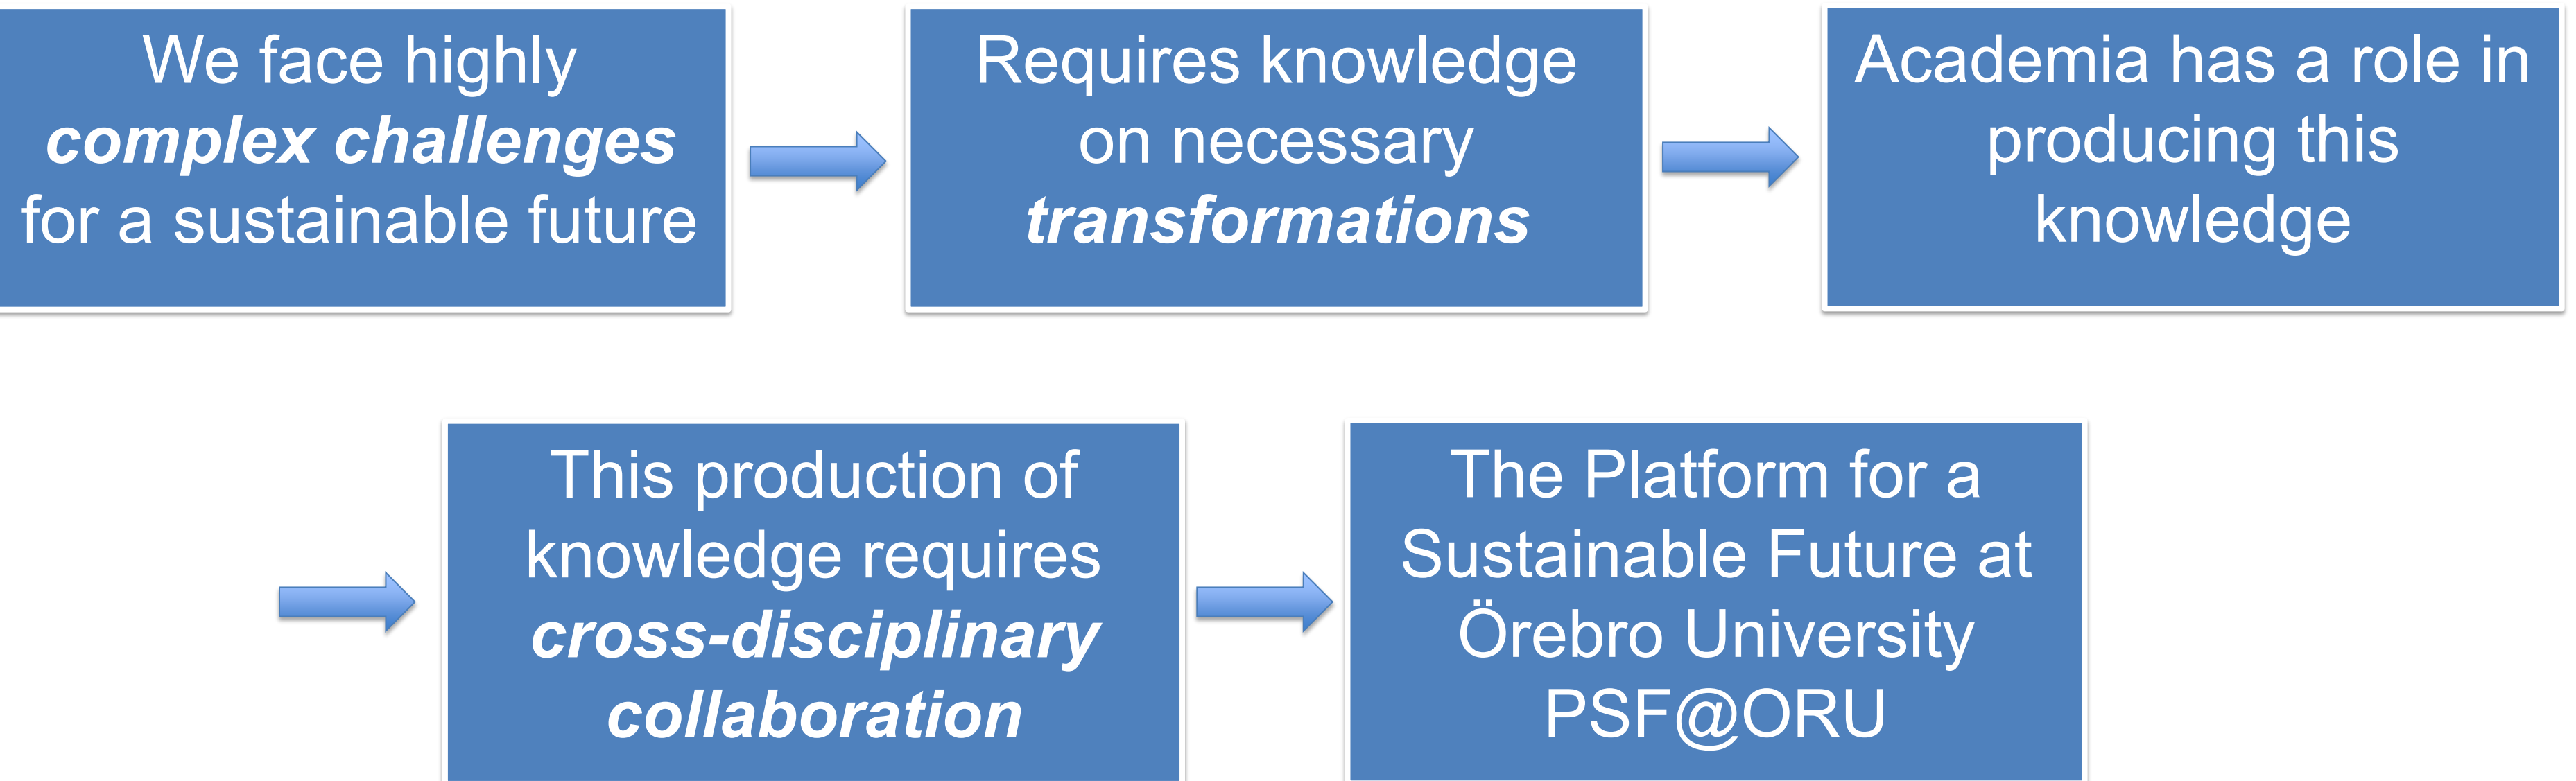 We face highly
complex challenges
for a sustainable future
Requires knowledge
on necessary
transformations
Academia has a role in
producing this
knowledge
This production of
knowledge requires
cross-disciplinary
collaboration
The Platform for a
Sustainable Future at
Örebro University
PSF@ORU